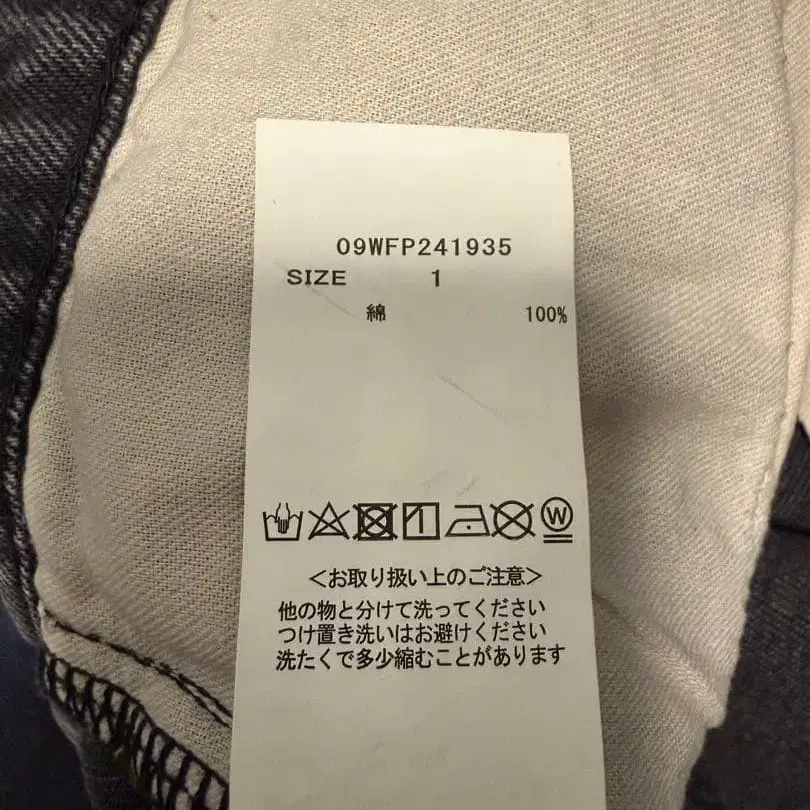 09WFP241935
SIZE 1
綿 100%
W
<お取り扱い上のご注意>
他の物と分けて洗ってください
つけ置き洗いはお避けください
洗たくで多少縮むことがあります